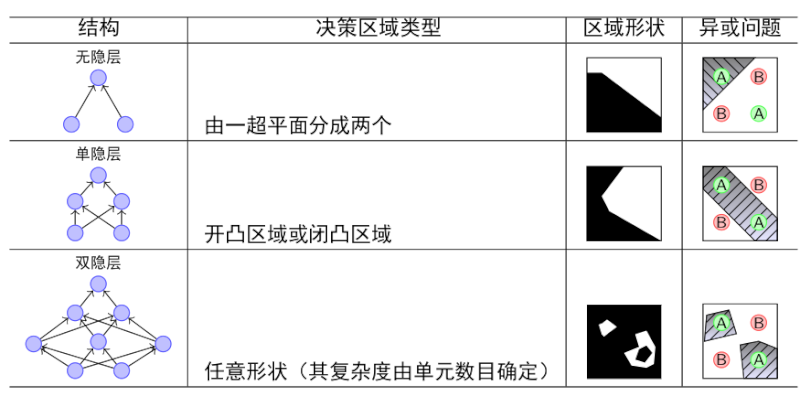 结构 决策区域类型 区域形状 异或问题
无隐层
A B
B A
由一超平面分成两个
单隐层
A B
B A
开凸区域或闭凸区域
双隐层
A B
B A
任意形状（其复杂度由单元数目确定）